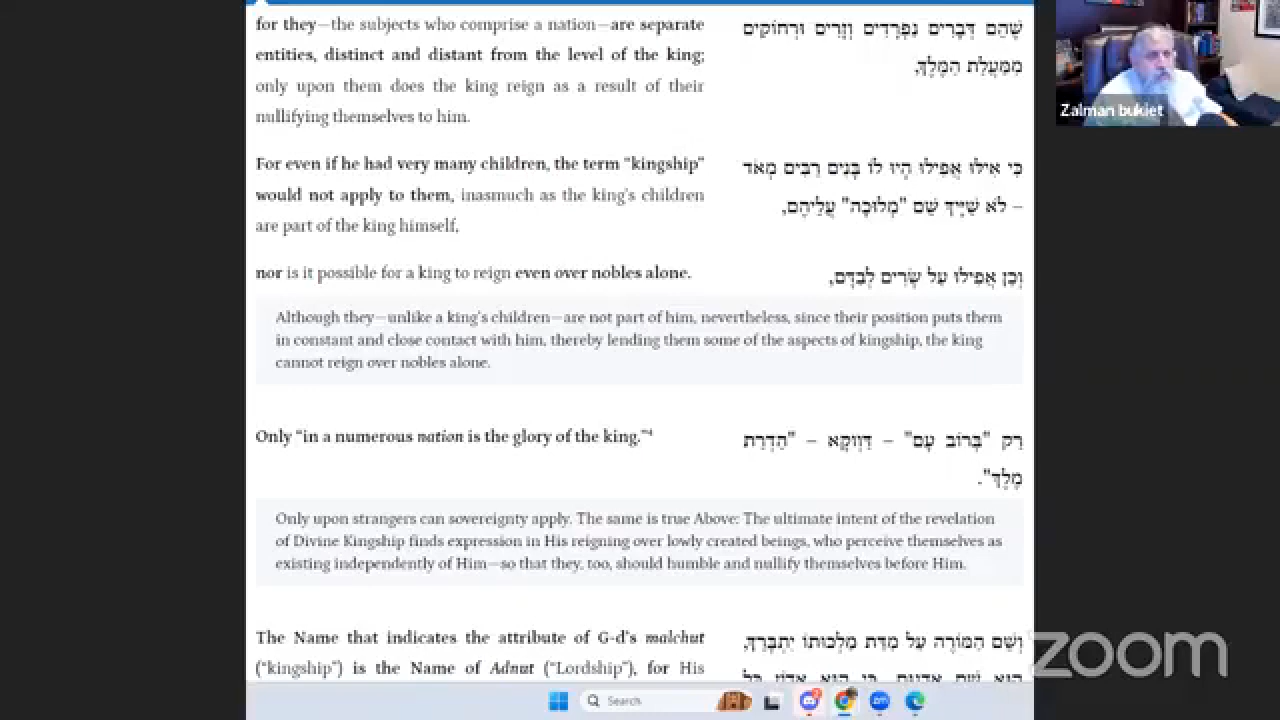 for they—the subjects who comprise a nation—are separate
entities, distinct and distant from the level of the king;
only upon them does the king reign as a result of their
nullifying themselves to him.
שֶׁהֵם דְּבָרִים נִפְרָדִים וְזָרִים וּרְחוֹקִים
מִמַּעֲלַת הַמֶּלֶךְ,
For even if he had very many children, the term "kingship"
would not apply to them, inasmuch as the king's children
are part of the king himself,
כִּי אִילּוּ אֲפִילוּ הָיוּ לוֹ בָּנִים רַבִּים מְאֹד
– לֹא שַׁיָּיךְ שֵׁם "מְלוּכָה" עֲלֵיהֶם,
nor is it possible for a king to reign even over nobles alone.
וְכֵן אֲפִילוּ עַל שָׂרִים לְבַדָּם,
Although they—unlike a king's children—are not part of him, nevertheless, since their position puts them
in constant and close contact with him, thereby lending them some of the aspects of kingship, the king
cannot reign over nobles alone.
Only "in a numerous nation is the glory of the king."4
רַק "בְּרוֹב עָם" – דַּוְוקָא – "הַדְרַת
מֶלֶךְ".
Only upon strangers can sovereignty apply. The same is true Above: The ultimate intent of the revelation
of Divine Kingship finds expression in His reigning over lowly created beings, who perceive themselves as
existing independently of Him—so that they, too, should humble and nullify themselves before Him.
The Name that indicates the attribute of G-d's malchut
("kingship") is the Name of Adnut ("Lordship"), for His
וְשֵׁם הַמּוֹרֶה עַל מִדַּת מַלְכוּתוֹ יִתְבָּרֵךְ,
Zalman bukiet
zoom
Search